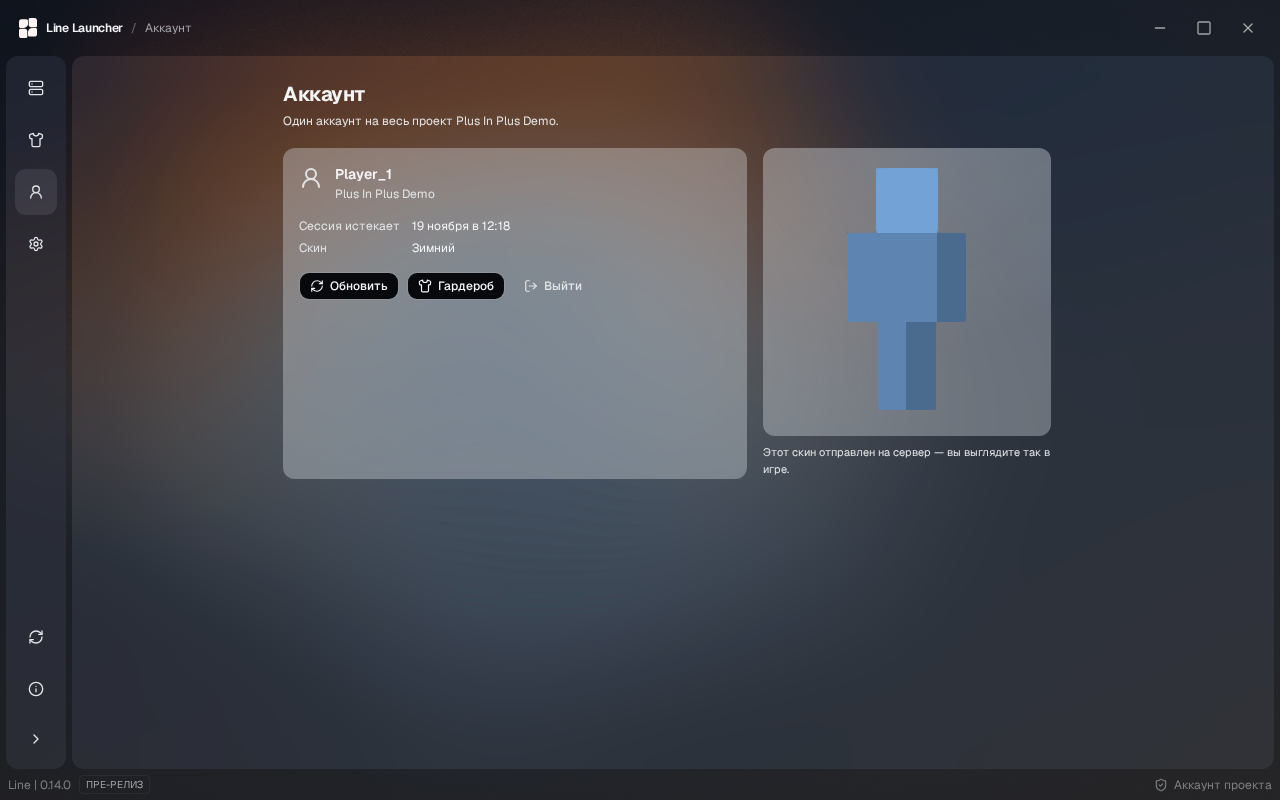 Line Launcher / Аккаунт
Аккаунт
Один аккаунт на весь проект Plus In Plus Demo.
Player_1
Plus In Plus Demo
Сессия истекает 19 ноября в 12:18
Скин Зимний
Обновить Гардероб Выйти
Этот скин отправлен на сервер — вы выглядите так в
игре.
Line | 0.14.0 ПРЕ-РЕЛИЗ Аккаунт проекта